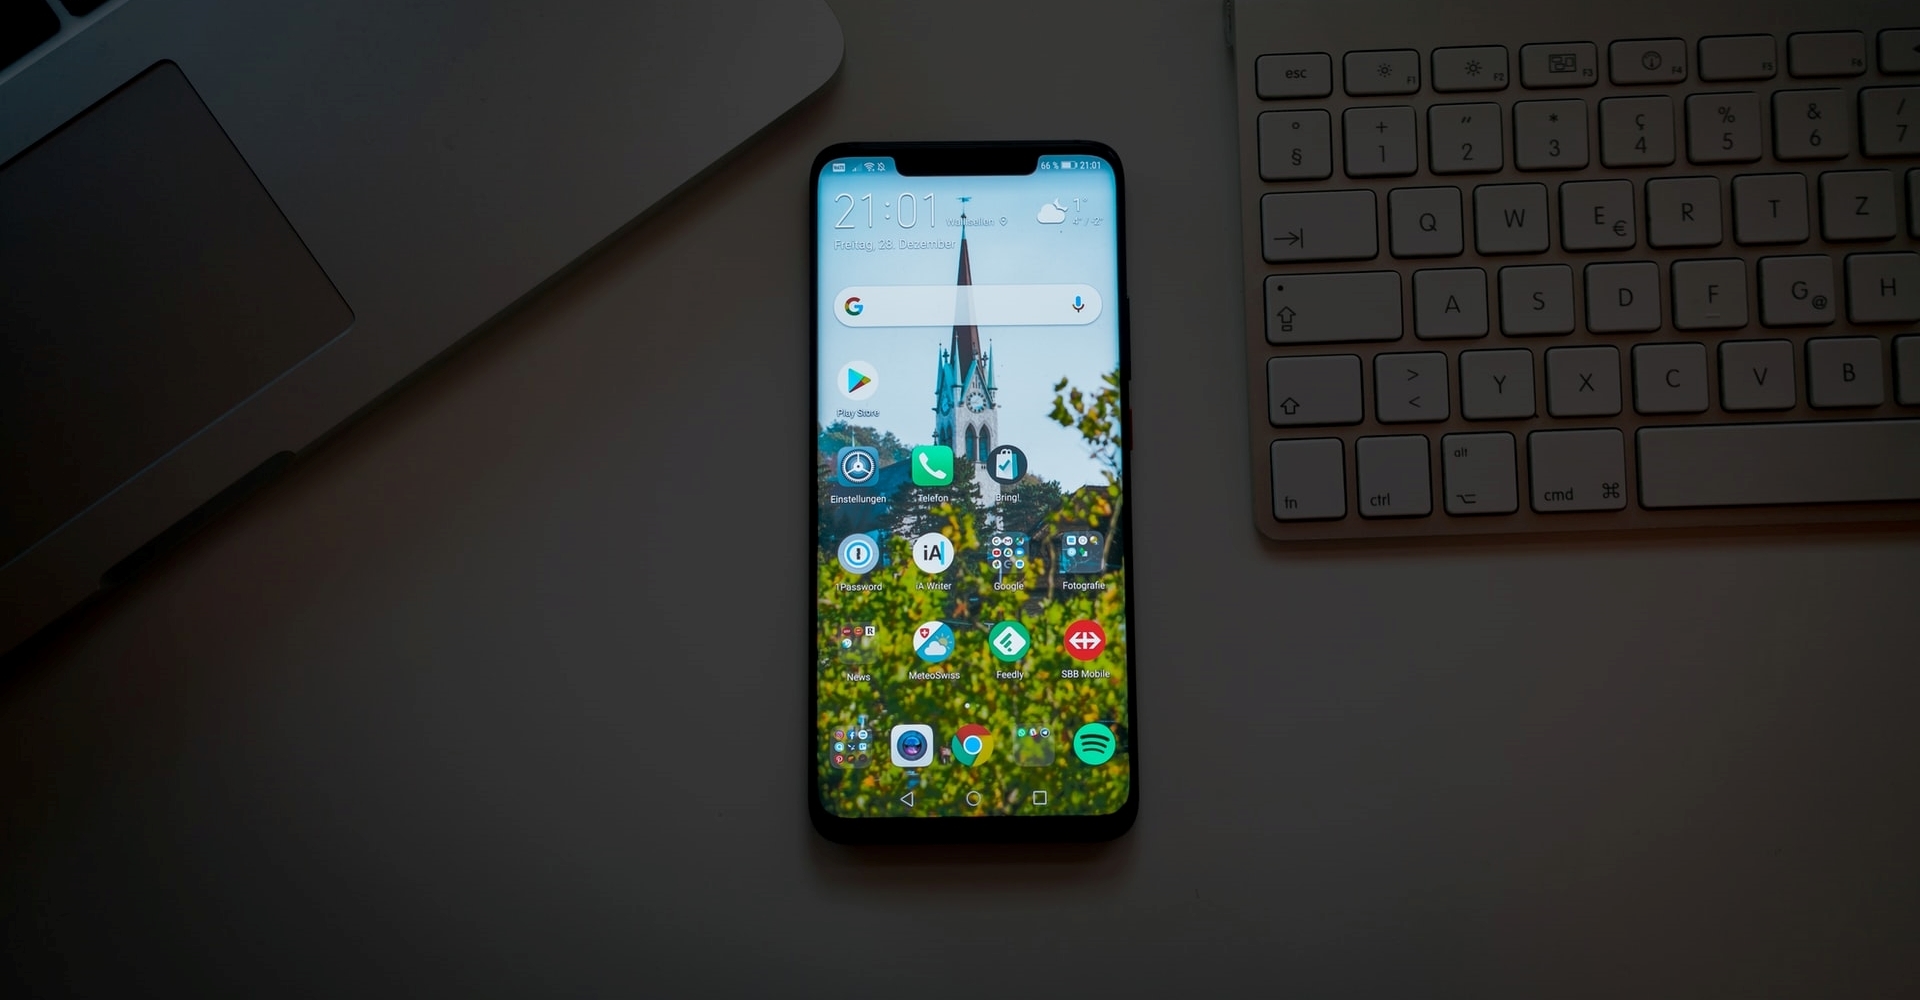 66 % 21:01
21:01 Wallisellen
1°
4° / -2°
Freitag, 28. Dezember
Play Store
Einstellungen
Telefon
Bring!
1Password
iA
iA Writer
Google
Fotografie
News
MeteoSwiss
Feedly
SBB Mobile
esc F1 F2 F3 F4 F5 F6
° + “ * ç % & /
§ 1 2 3 4 5 6 7
Q W E € R T Z
A S D F G @ H
> < Y X C V B
fn ctrl alt cmd ⌘